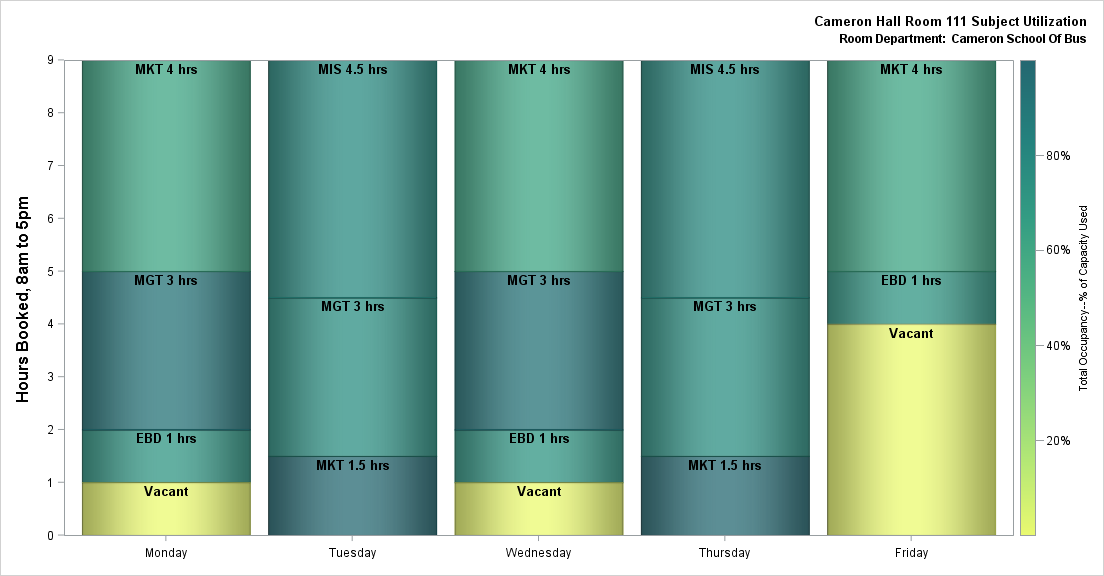 Cameron Hall Room 111 Subject Utilization
Room Department: Cameron School Of Bus
Hours Booked, 8am to 5pm
9
8
7
6
5
4
3
2
1
0
MKT 4 hrs
MGT 3 hrs
EBD 1 hrs
Vacant
MIS 4.5 hrs
MGT 3 hrs
MKT 1.5 hrs
MKT 4 hrs
MGT 3 hrs
EBD 1 hrs
Vacant
MIS 4.5 hrs
MGT 3 hrs
MKT 1.5 hrs
MKT 4 hrs
EBD 1 hrs
Vacant
Monday
Tuesday
Wednesday
Thursday
Friday
80%
60%
40%
20%
Total Occupancy--% of Capacity Used